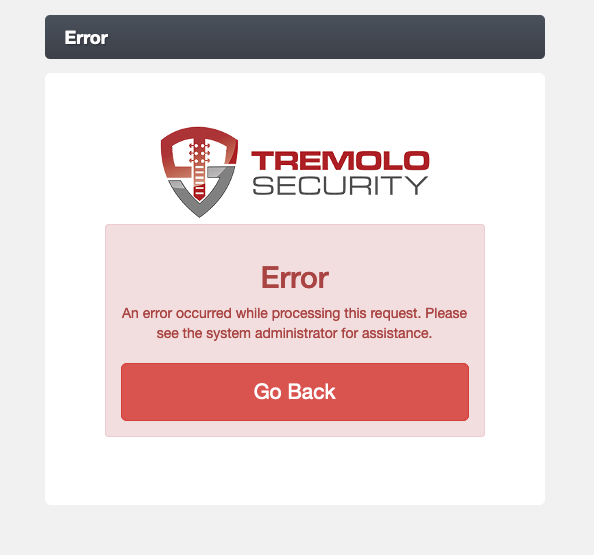 Error
TREMOLO
SECURITY
Error
An error occurred while processing this request. Please
see the system administrator for assistance.
Go Back